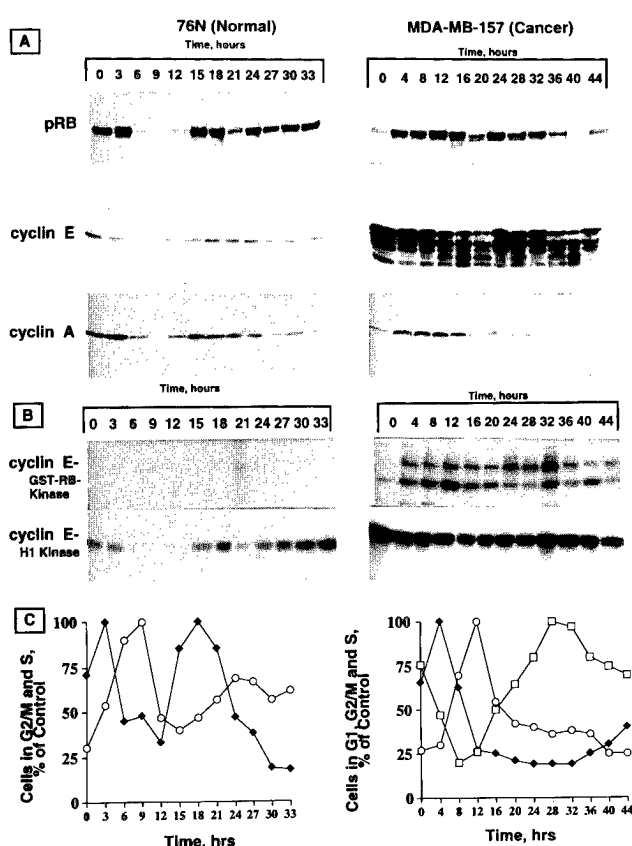 76N (Normal)
MDA-MB-157 (Cancer)
A
Time, hours
Time, hours
0 3 6 9 12 15 18 21 24 27 30 33
0 4 8 12 16 20 24 28 32 36 40 44
pRB
cyclin E
cyclin A
Time, hours
Time, hours
B
0 3 6 9 12 15 18 21 24 27 30 33
0 4 8 12 16 20 24 28 32 36 40 44
cyclin E-
GST-RB-
Kinase
cyclin E-
H1 Kinase
C
Cells in G2/M and S,
% of Control
100
75
50
25
0
0 3 6 9 12 15 18 21 24 27 30 33
Time, hrs
Cells in G1, G2/M and S,
% of Control
100
75
50
25
0
0 4 8 12 16 20 24 28 32 36 40 44
Time, hrs